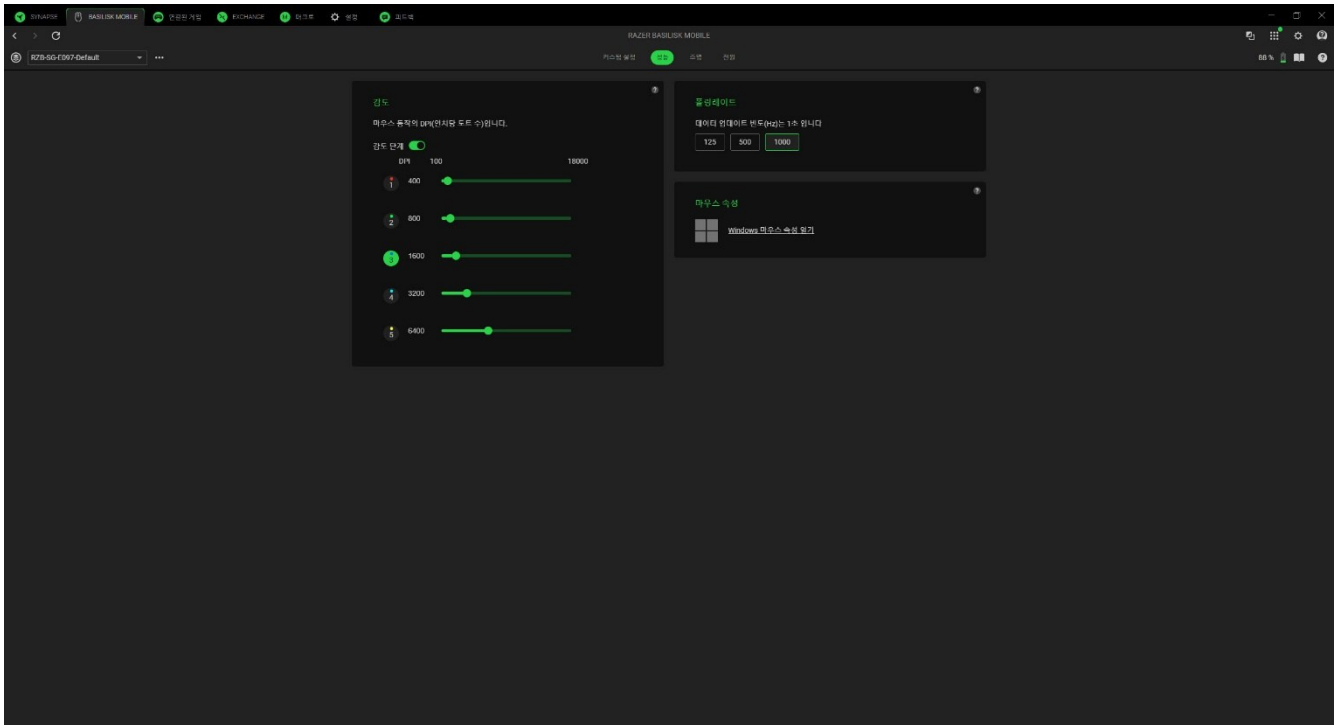 SYNAPSE BASILISK MOBILE 연결된 게임 EXCHANGE 매크로 설정 피드백
RAZER BASILISK MOBILE
RZB-SG-E097-Default
커스텀 설정 성능 스냅 전원
88 %
감도
마우스 동작의 DPI(인치당 도트 수)입니다.
감도 단계
DPI 100 18000
1 400
2 800
3 1600
4 3200
5 6400
폴링레이트
데이터 업데이트 빈도(Hz)는 1초 입니다
125 500 1000
마우스 속성
Windows 마우스 속성 열기